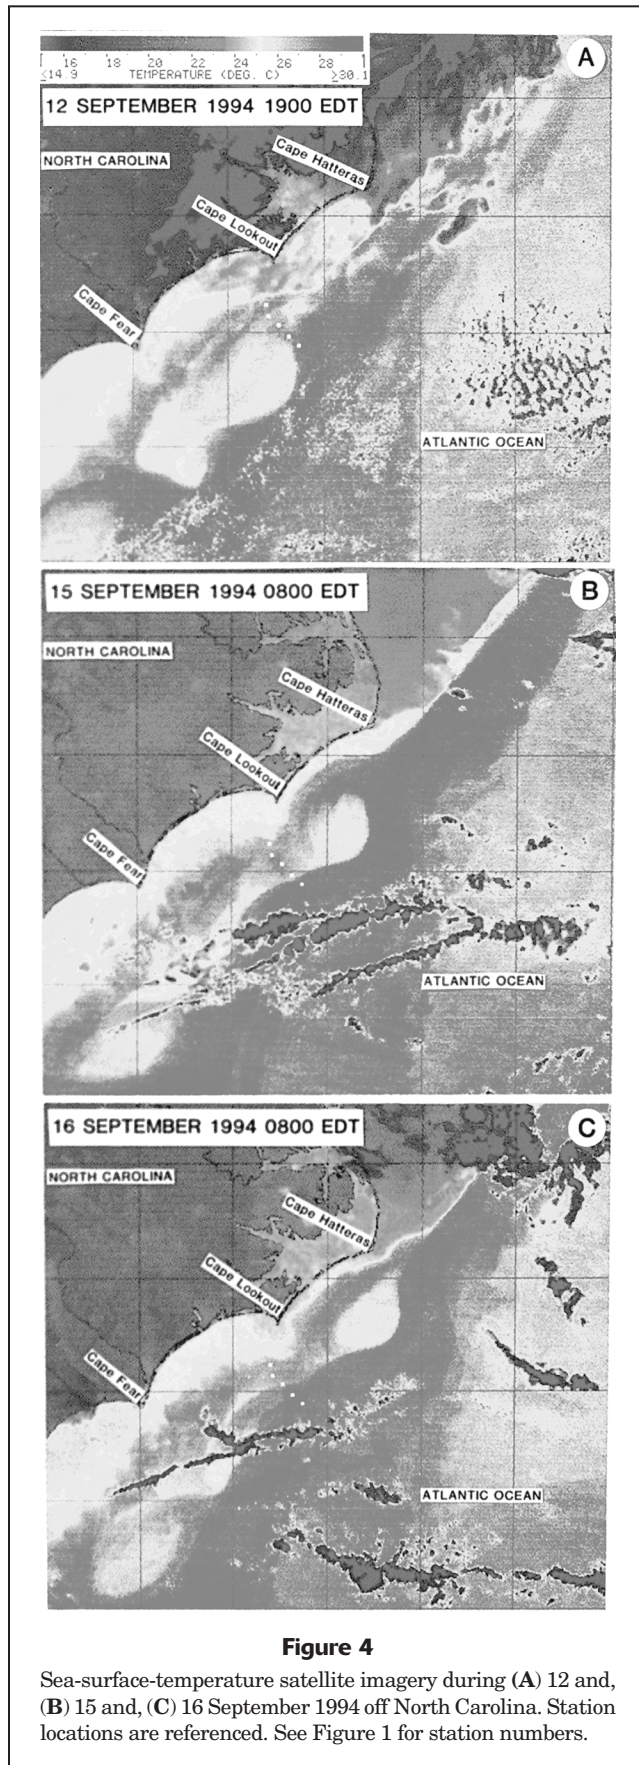 A
16 18 20 22 24 26 28
≤14.9 TEMPERATURE (DEG. C) ≥30.1
12 SEPTEMBER 1994 1900 EDT
NORTH CAROLINA
Cape Hatteras
Cape Lookout
Cape Fear
ATLANTIC OCEAN
15 SEPTEMBER 1994 0800 EDT
B
NORTH CAROLINA
Cape Hatteras
Cape Lookout
Cape Fear
ATLANTIC OCEAN
16 SEPTEMBER 1994 0800 EDT
C
NORTH CAROLINA
Cape Hatteras
Cape Lookout
Cape Fear
ATLANTIC OCEAN
Figure 4
Sea-surface-temperature satellite imagery during (A) 12 and,
(B) 15 and, (C) 16 September 1994 off North Carolina. Station
locations are referenced. See Figure 1 for station numbers.